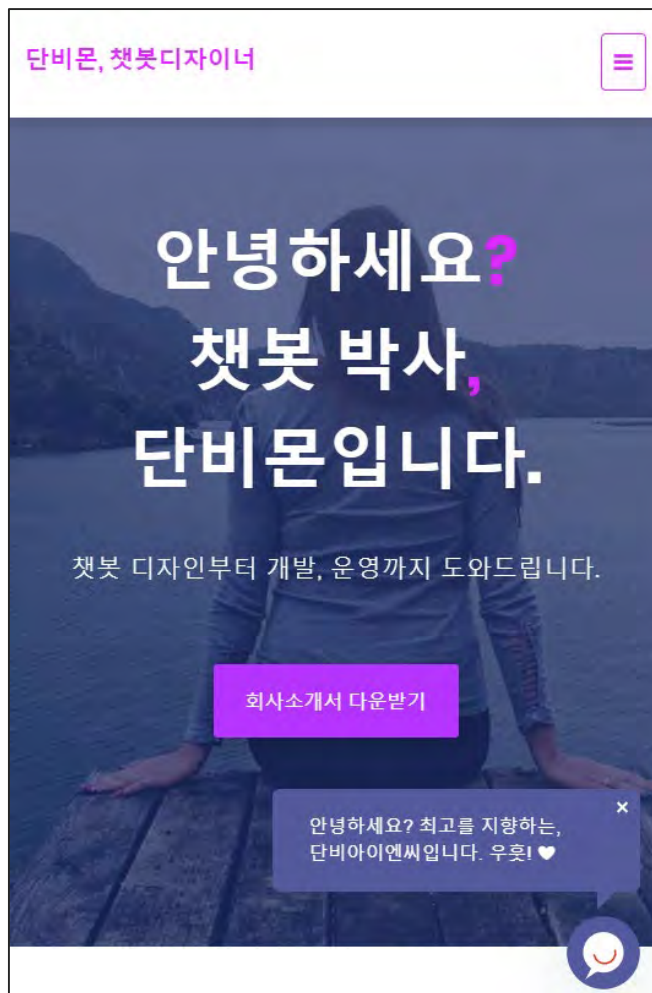 단비몬, 챗봇디자이너
안녕하세요?
챗봇 박사,
단비몬입니다.
챗봇 디자인부터 개발, 운영까지 도와드립니다.
회사소개서 다운받기
안녕하세요? 최고를 지향하는,
단비아이엔씨입니다. 우훗! ♥